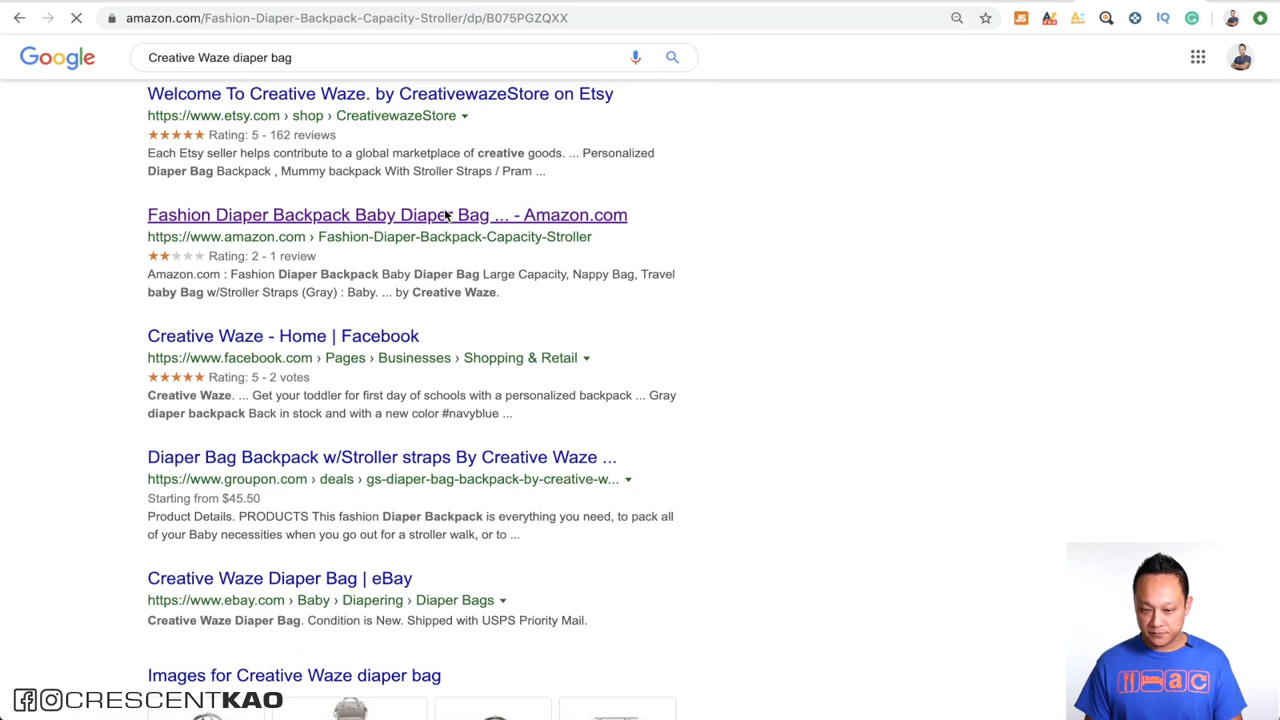 amazon.com/Fashion-Diaper-Backpack-Capacity-Stroller/dp/B075PGZQXX
Google
Creative Waze diaper bag
Welcome To Creative Waze. by CreativewazeStore on Etsy
https://www.etsy.com › shop › CreativewazeStore
Rating: 5 - 162 reviews
Each Etsy seller helps contribute to a global marketplace of creative goods. ... Personalized
Diaper Bag Backpack , Mummy backpack With Stroller Straps / Pram ...
Fashion Diaper Backpack Baby Diaper Bag ... - Amazon.com
https://www.amazon.com › Fashion-Diaper-Backpack-Capacity-Stroller
Rating: 2 - 1 review
Amazon.com : Fashion Diaper Backpack Baby Diaper Bag Large Capacity, Nappy Bag, Travel
baby Bag w/Stroller Straps (Gray) : Baby. ... by Creative Waze.
Creative Waze - Home | Facebook
https://www.facebook.com › Pages › Businesses › Shopping & Retail
Rating: 5 - 2 votes
Creative Waze. ... Get your toddler for first day of schools with a personalized backpack ... Gray
diaper backpack Back in stock and with a new color #navyblue ...
Diaper Bag Backpack w/Stroller straps By Creative Waze ...
https://www.groupon.com › deals › gs-diaper-bag-backpack-by-creative-w...
Starting from $45.50
Product Details. PRODUCTS This fashion Diaper Backpack is everything you need, to pack all
of your Baby necessities when you go out for a stroller walk, or to ...
Creative Waze Diaper Bag | eBay
https://www.ebay.com › Baby › Diapering › Diaper Bags
Creative Waze Diaper Bag. Condition is New. Shipped with USPS Priority Mail.
Images for Creative Waze diaper bag
CRESCENTKAO